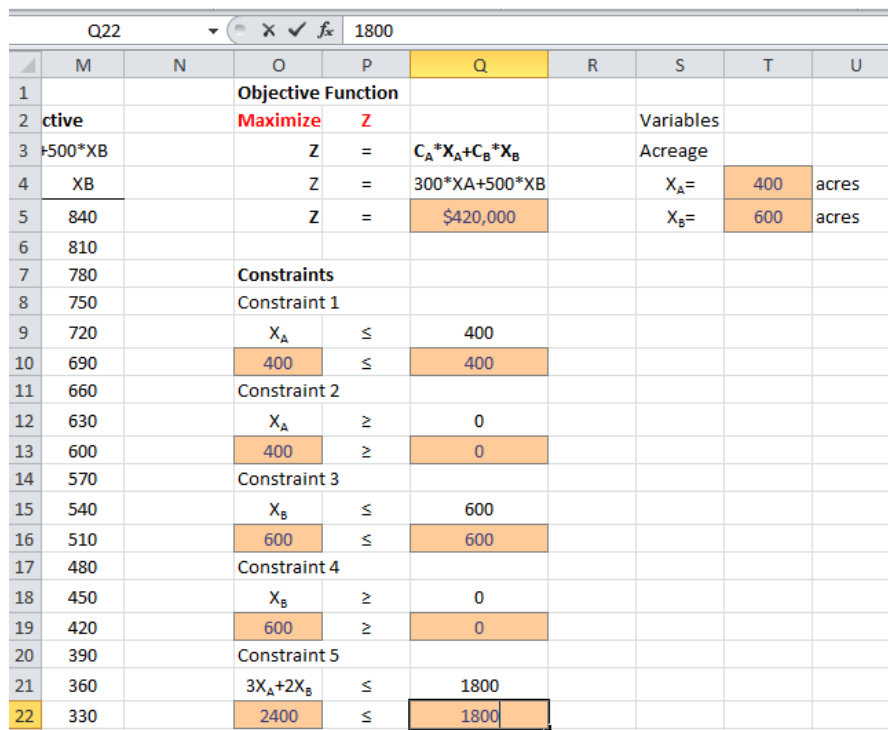 Q22 fx 1800
M N O P Q R S T U
1 Objective Function
2 ctive Maximize Z Variables
3 +500*XB Z = CA*XA+CB*XB Acreage
4 XB Z = 300*XA+500*XB XA= 400 acres
5 840 Z = $420,000 XB= 600 acres
6 810
7 780 Constraints
8 750 Constraint 1
9 720 XA ≤ 400
10 690 400 ≤ 400
11 660 Constraint 2
12 630 XA ≥ 0
13 600 400 ≥ 0
14 570 Constraint 3
15 540 XB ≤ 600
16 510 600 ≤ 600
17 480 Constraint 4
18 450 XB ≥ 0
19 420 600 ≥ 0
20 390 Constraint 5
21 360 3XA+2XB ≤ 1800
22 330 2400 ≤ 1800